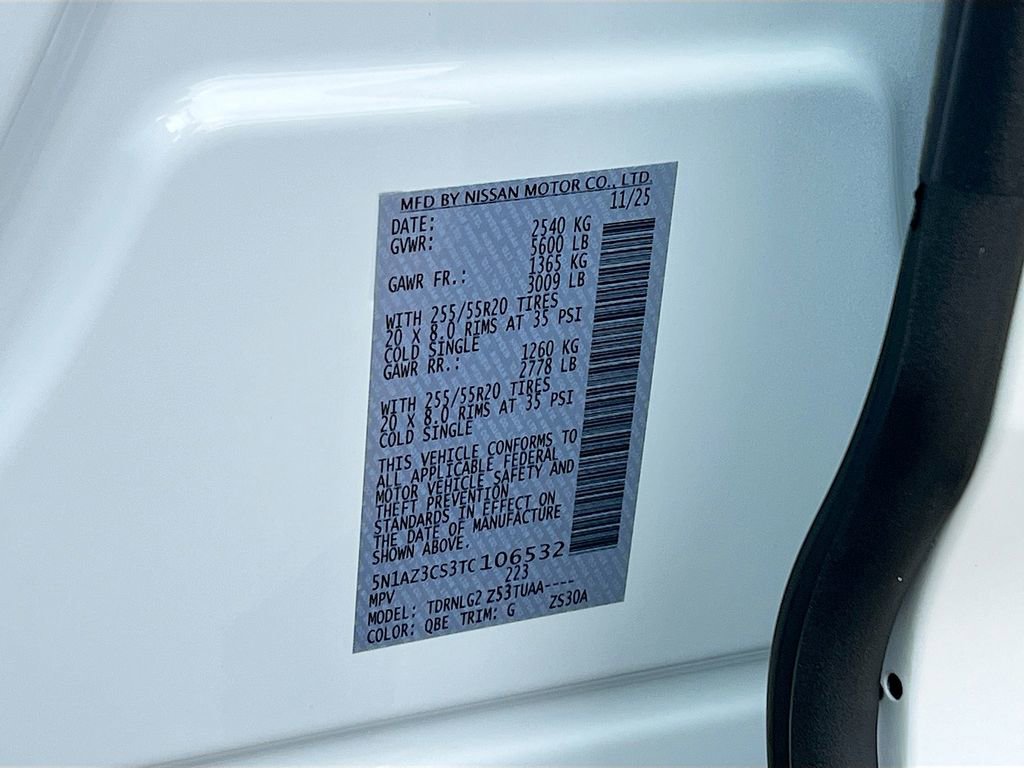 MFD BY NISSAN MOTOR CO., LTD.
DATE: 11/25
GVWR: 2540 KG
5600 LB
GAWR FR.: 1365 KG
3009 LB
WITH 255/55R20 TIRES
20 X 8.0 RIMS AT 35 PSI
COLD SINGLE
GAWR RR.: 1260 KG
2778 LB
WITH 255/55R20 TIRES
20 X 8.0 RIMS AT 35 PSI
COLD SINGLE
THIS VEHICLE CONFORMS TO
ALL APPLICABLE FEDERAL
MOTOR VEHICLE SAFETY AND
THEFT PREVENTION
STANDARDS IN EFFECT ON
THE DATE OF MANUFACTURE
SHOWN ABOVE.
5N1AZ3CS3TC106532
MPV 223
MODEL: TDRNLG2 Z53TUAA----
COLOR: QBE TRIM: G ZS30A